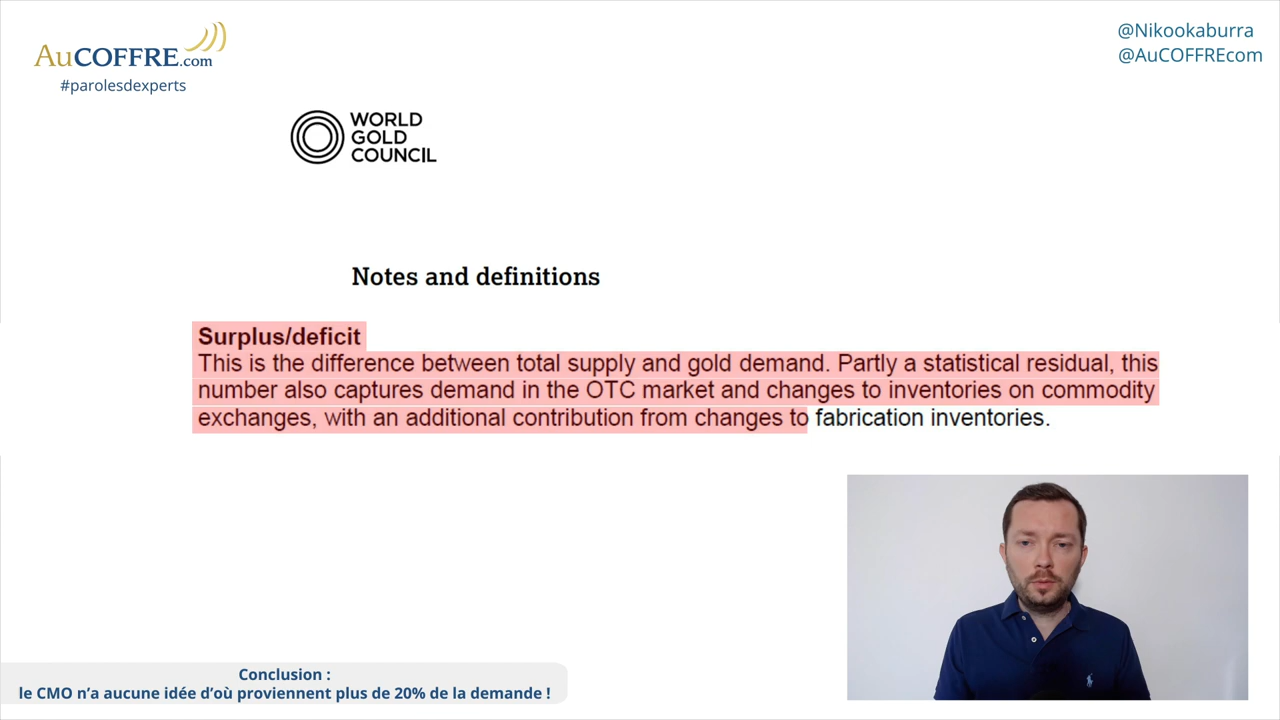 AuCOFFRE.com
#parolesdexperts
@Nikookaburra
@AuCOFFREcom
WORLD
GOLD
COUNCIL
Notes and definitions
Surplus/deficit
This is the difference between total supply and gold demand. Partly a statistical residual, this
number also captures demand in the OTC market and changes to inventories on commodity
exchanges, with an additional contribution from changes to fabrication inventories.
Conclusion :
le CMO n’a aucune idée d’où proviennent plus de 20% de la demande !